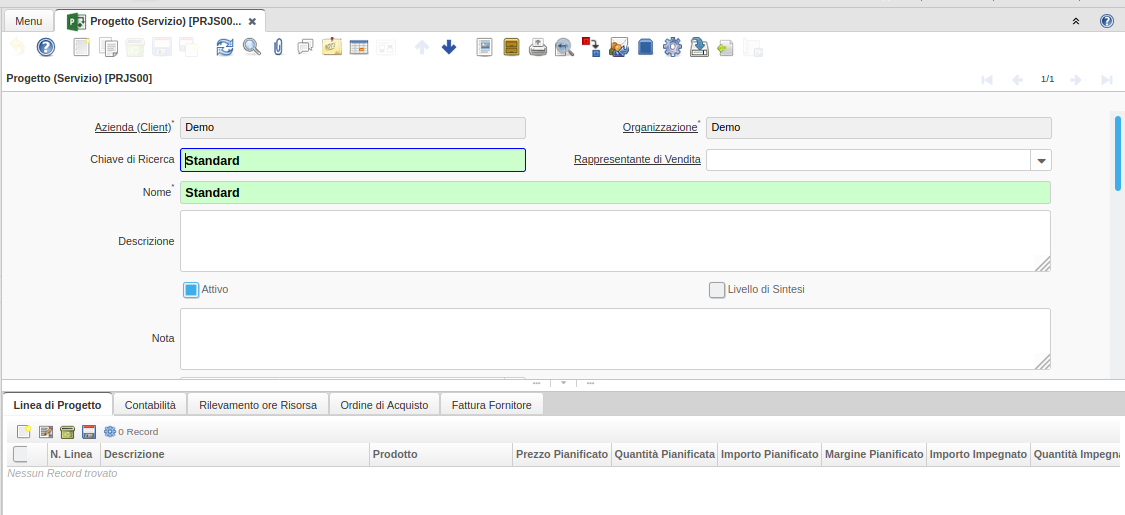 Menu
Progetto (Servizio) [PRJS00...
Progetto (Servizio) [PRJS00]
1/1
Azienda (Client)* Demo
Organizzazione* Demo
Chiave di Ricerca Standard
Rappresentante di Vendita
Nome* Standard
Descrizione
Attivo
Livello di Sintesi
Nota
Linea di Progetto
Contabilità
Rilevamento ore Risorsa
Ordine di Acquisto
Fattura Fornitore
0 Record
N. Linea
Descrizione
Prodotto
Prezzo Pianificato
Quantità Pianificata
Importo Pianificato
Margine Pianificato
Importo Impegnato
Quantità Impegna
Nessun Record trovato